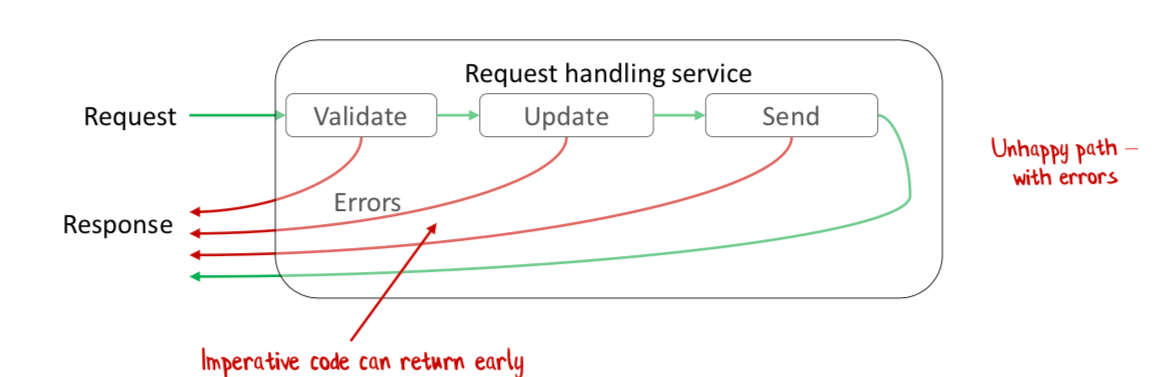 Request handling service
Request
Validate
Update
Send
Unhappy path –
with errors
Errors
Response
Imperative code can return early